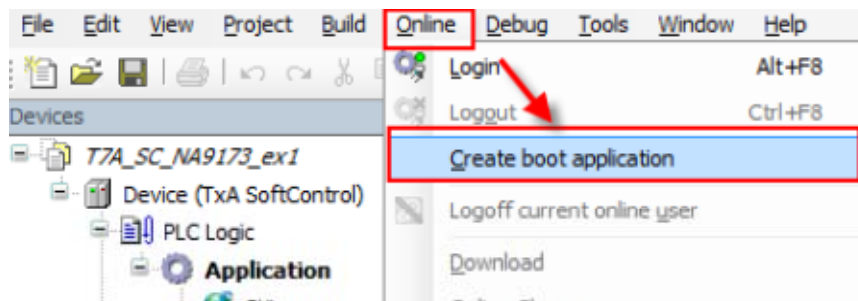 File Edit View Project Build Online Debug Tools Window Help
Login Alt+F8
Devices
Logout Ctrl+F8
T7A_SC_NA9173_ex1
Create boot application
Device (TxA SoftControl)
Logoff current online user
PLC Logic
Download
Application